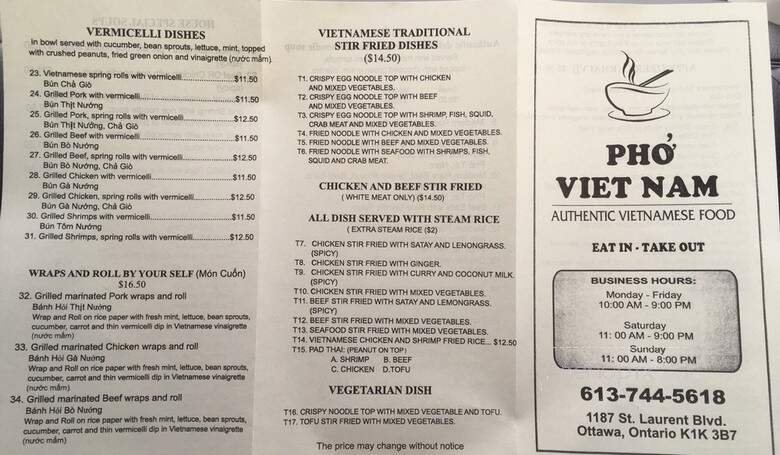 VERMICELLI DISHES
In bowl served with cucumber, bean sprouts, lettuce, mint, topped
with crushed peanuts, fried green onion and vinaigrette (nước mắm).
23. Vietnamese spring rolls with vermicelli.....................$11.50
Bún Chả Giò
24. Grilled Pork with vermicelli.....................$11.50
Bún Thịt Nướng
25. Grilled Pork, spring rolls with vermicelli.....................$12.50
Bún Thịt Nướng, Chả Giò
26. Grilled Beef with vermicelli.....................$11.50
Bún Bò Nướng
27. Grilled Beef, spring rolls with vermicelli.....................$12.50
Bún Bò Nướng, Chả Giò
28. Grilled Chicken with vermicelli.....................$11.50
Bún Gà Nướng
29. Grilled Chicken, spring rolls with vermicelli.....................$12.50
Bún Gà Nướng, Chả Giò
30. Grilled Shrimps with vermicelli.....................$11.50
Bún Tôm Nướng
31. Grilled Shrimps, spring rolls with vermicelli.....................$12.50
WRAPS AND ROLL BY YOUR SELF (Món Cuốn)
$16.50
32. Grilled marinated Pork wraps and roll
Bánh Hỏi Thịt Nướng
Wrap and Roll on rice paper with fresh mint, lettuce, bean sprouts,
cucumber, carrot and thin vermicelli dip in Vietnamese vinaigrette
(nước mắm)
33. Grilled marinated Chicken wraps and roll
Bánh Hỏi Gà Nướng
Wrap and Roll on rice paper with fresh mint, lettuce, bean sprouts,
cucumber, carrot and thin vermicelli dip in Vietnamese vinaigrette
(nước mắm)
34. Grilled marinated Beef wraps and roll
Bánh Hỏi Bò Nướng
Wrap and Roll on rice paper with fresh mint, lettuce, bean sprouts,
cucumber, carrot and thin vermicelli dip in Vietnamese vinaigrette
(nước mắm)
VIETNAMESE TRADITIONAL
STIR FRIED DISHES
($14.50)
T1. CRISPY EGG NOODLE TOP WITH CHICKEN
AND MIXED VEGETABLES.
T2. CRISPY EGG NOODLE TOP WITH BEEF
AND MIXED VEGETABLES.
T3. CRISPY EGG NOODLE TOP WITH SHRIMP, FISH, SQUID,
CRAB MEAT AND MIXED VEGETABLES.
T4. FRIED NOODLE WITH CHICKEN AND MIXED VEGETABLES.
T5. FRIED NOODLE WITH BEEF AND MIXED VEGETABLES.
T6. FRIED NOODLE WITH SEAFOOD WITH SHRIMPS, FISH,
SQUID AND CRAB MEAT.
CHICKEN AND BEEF STIR FRIED
( WHITE MEAT ONLY) ($14.50)
ALL DISH SERVED WITH STEAM RICE
( EXTRA STEAM RICE ($2)
T7. CHICKEN STIR FRIED WITH SATAY AND LENGRASS.
(SPICY)
T8. CHICKEN STIR FRIED WITH GINGER.
T9. CHICKEN STIR FRIED WITH CURRY AND COCONUT MILK.
(SPICY)
T10. CHICKEN STIR FRIED WITH MIXED VEGETABLES.
T11. BEEF STIR FRIED WITH SATAY AND LEMONGRASS.
(SPICY)
T12. BEEF STIR FRIED WITH MIXED VEGETABLES.
T13. SEAFOOD STIR FRIED WITH MIXED VEGETABLES.
T14. VIETNAMESE CHICKEN AND SHRIMP FRIED RICE... $12.50
T15. PAD THAI: (PEANUT ON TOP)
A. SHRIMP B. BEEF
C. CHICKEN D.TOFU
VEGETARIAN DISH
T16. CRISPY NOODLE TOP WITH MIXED VEGETABLE AND TOFU.
T17. TOFU STIR FRIED WITH MIXED VEGETABLES.
The price may change without notice
PHỞ
VIET NAM
AUTHENTIC VIETNAMESE FOOD
EAT IN - TAKE OUT
BUSINESS HOURS:
Monday - Friday
10:00 AM - 9:00 PM
Saturday
11: 00 AM - 9:00 PM
Sunday
11: 00 AM - 8:00 PM
613-744-5618
1187 St. Laurent Blvd.
Ottawa, Ontario K1K 3B7